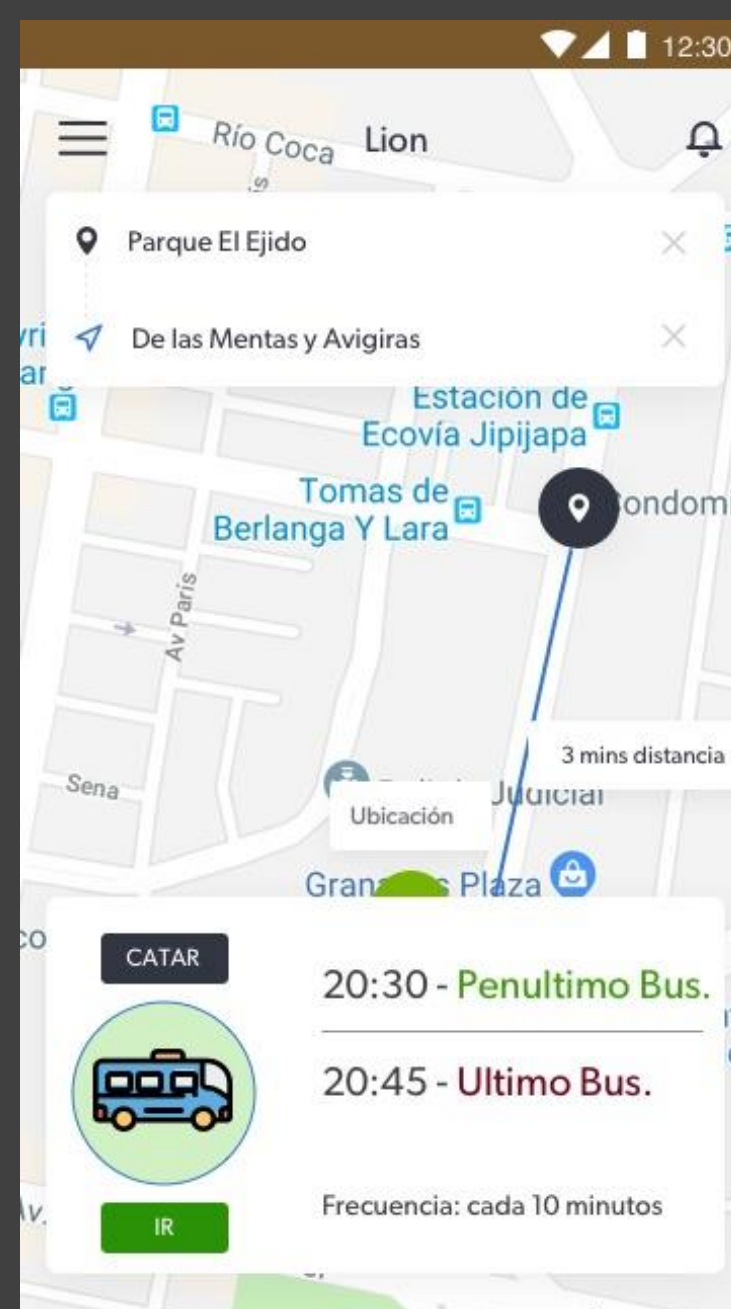 12:30
Río Coca
Lion
Parque El Ejido
De las Mentas y Avigiras
Estación de
Ecovía Jipijapa
Tomas de
Berlanga Y Lara
Av Paris
3 mins distancia
Sena
Judicial
Ubicación
Plaza
CATAR
20:30 - Penultimo Bus.
20:45 - Ultimo Bus.
Frecuencia: cada 10 minutos
IR